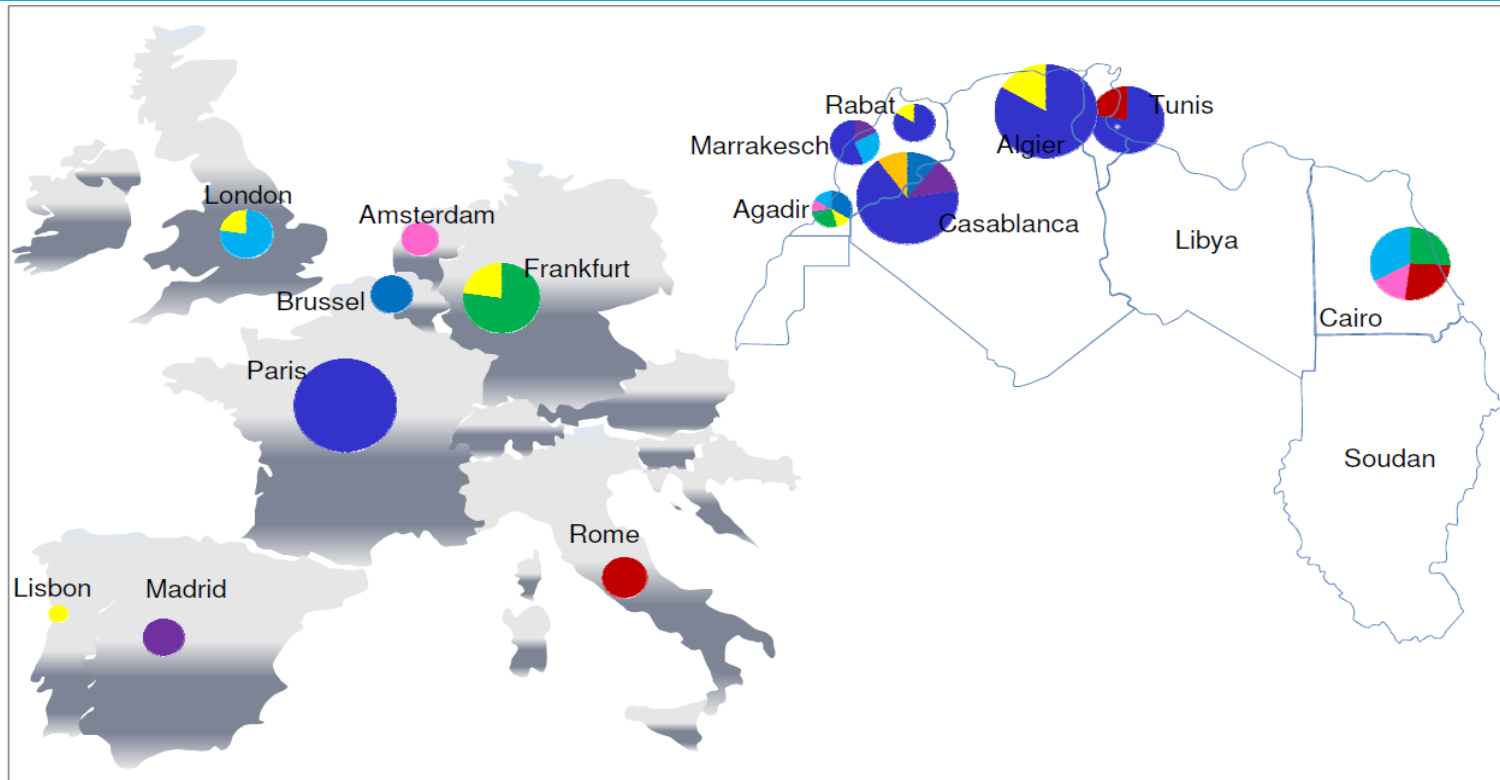 London
Amsterdam
Frankfurt
Brussel
Paris
Rome
Lisbon
Madrid
Rabat
Tunis
Marrakesch
Algier
Agadir
Casablanca
Libya
Cairo
Soudan